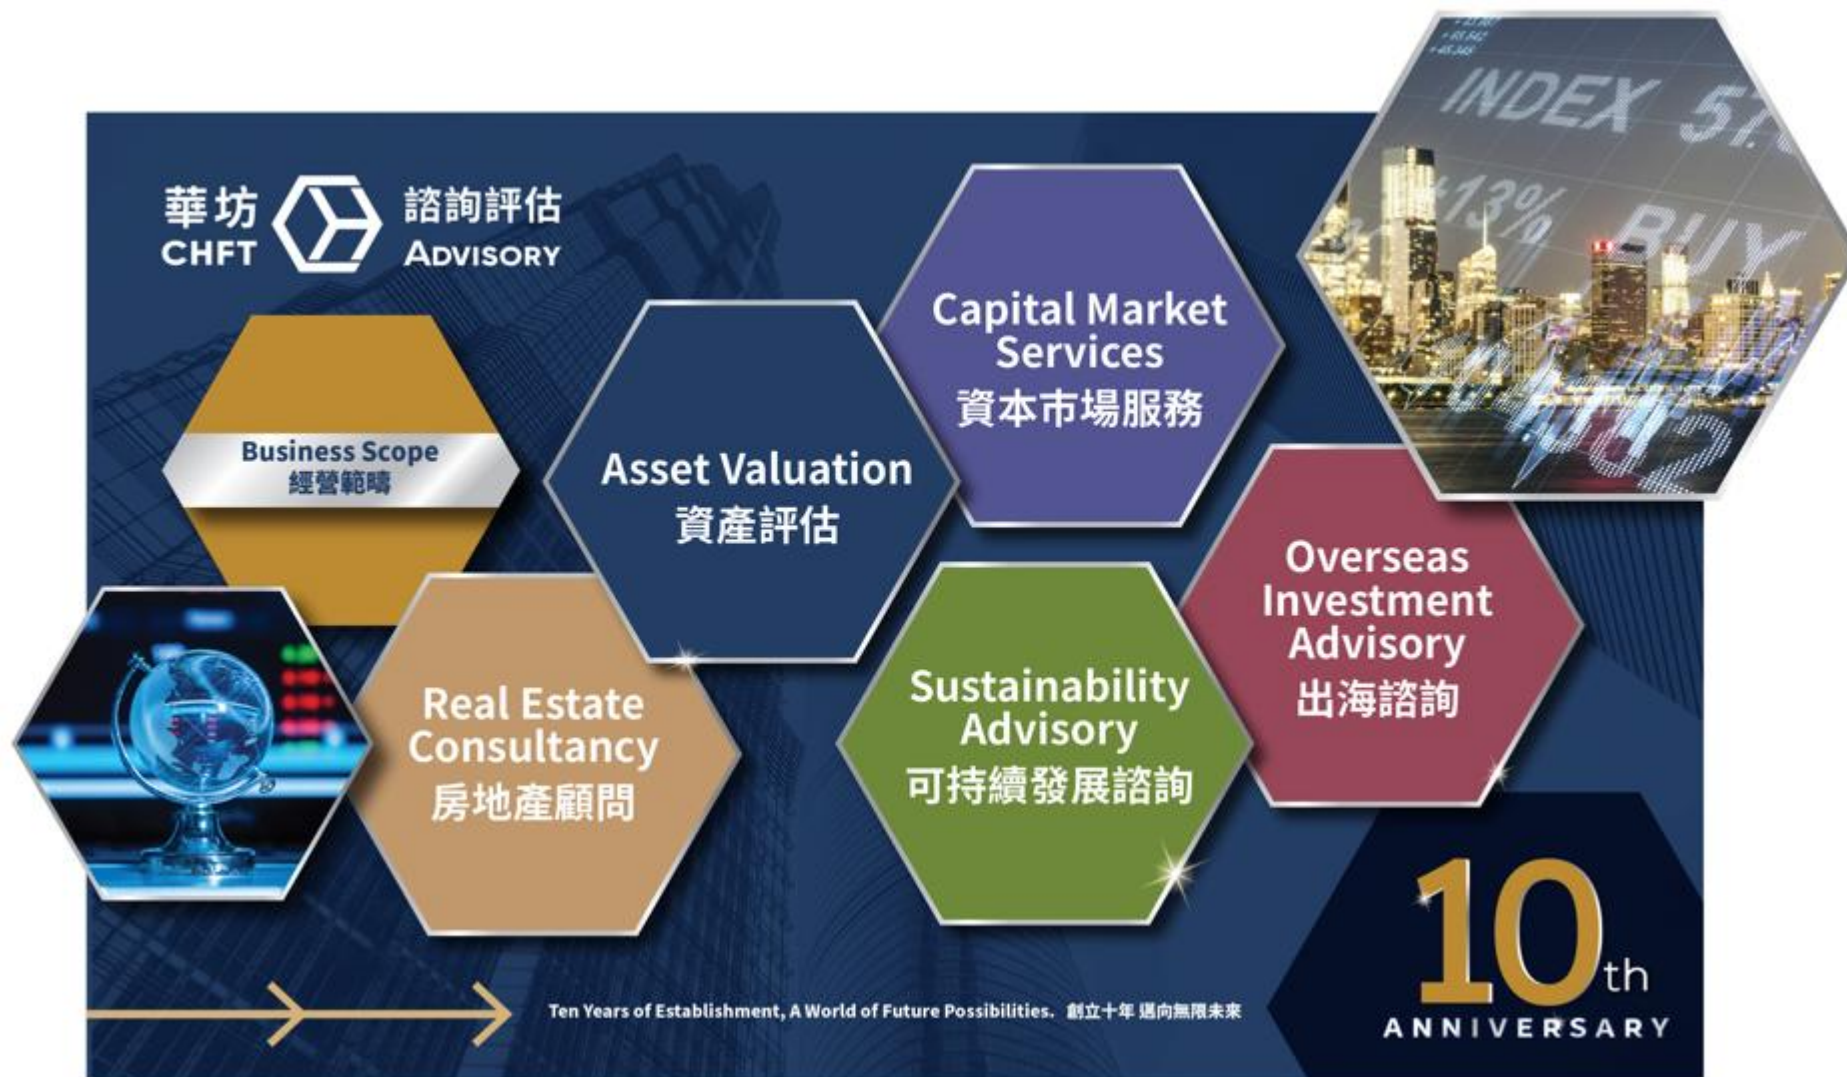 華坊
CHFT
諮詢評估
ADVISORY
Business Scope
經營範疇
Asset Valuation
資產評估
Capital Market
Services
資本市場服務
INDEX 57.
+13%
BUY
Real Estate
Consultancy
房地產顧問
Sustainability
Advisory
可持續發展諮詢
Overseas
Investment
Advisory
出海諮詢
Ten Years of Establishment, A World of Future Possibilities. 創立十年 邁向無限未來
10th
ANNIVERSARY